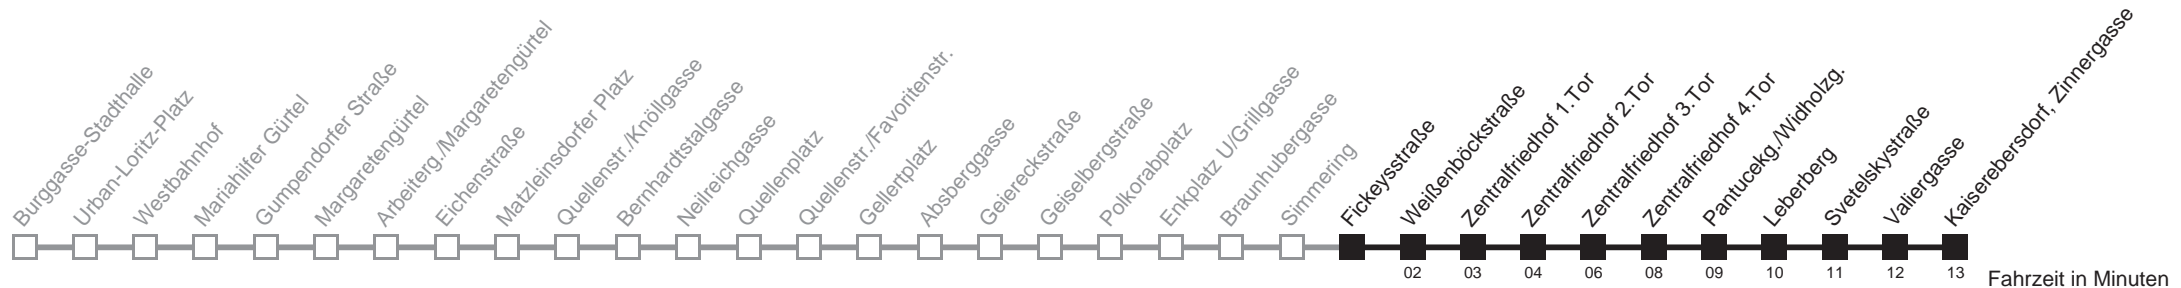 Burggasse-Stadthalle
Urban-Loritz-Platz
Westbahnhof
Mariahilfer Gürtel
Gumpendorfer Straße
Margaretengürtel
Arbeiterg./Margaretengürtel
Eichenstraße
Matzleinsdorfer Platz
Quellenstr./Knöllgasse
Bernhardtstalgasse
Neilreichgasse
Quellenplatz
Quellenstr./Favoritenstr.
Gellertplatz
Absberggasse
Geiereckstraße
Geiselbergstraße
Polkorabplatz
Enkplatz U/Grillgasse
Braunhubergasse
Simmering
Fickeysstraße
Weißenböckstraße
Zentralfriedhof 1.Tor
Zentralfriedhof 2.Tor
Zentralfriedhof 3.Tor
Zentralfriedhof 4.Tor
Pantucekg./Widholzg.
Leberberg
Svetelskystraße
Valiergasse
Kaiserebersdorf, Zinnergasse
02 03 04 06 08 09 10 11 12 13 Fahrzeit in Minuten